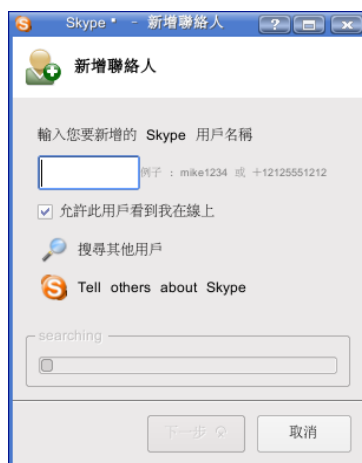 Skype® - 新增聯絡人
新增聯絡人
輸入您要新增的 Skype 用戶名稱
例子 : mike1234 或 +12125551212
允許此用戶看到我在線上
搜尋其他用戶
Tell others about Skype
searching
下一步
取消